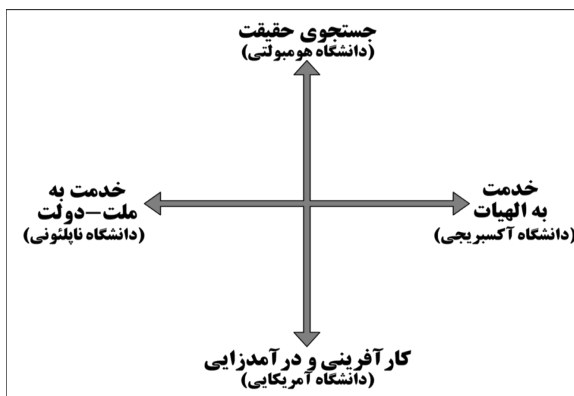 جستجوی حقیقت
(دانشگاه هومبولتی)
خدمت
به الهیات
(دانشگاه آکسبریجی)
خدمت به
ملت-دولت
(دانشگاه ناپلئونی)
کارآفرینی و درآمدزایی
(دانشگاه آمریکایی)